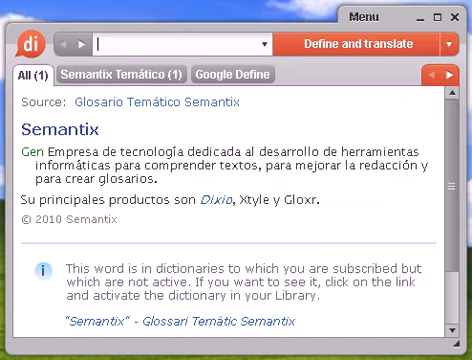 Menu
di
Define and translate
All (1)
Semantix Temático (1)
Google Define
Source: Glosario Temático Semantix
Semantix
Gen Empresa de tecnología dedicada al desarrollo de herramientas
informáticas para comprender textos, para mejorar la redacción y
para crear glosarios.
Su principales productos son Dixio, Xtyle y Gloxr.
© 2010 Semantix
i
This word is in dictionaries to which you are subscribed but
which are not active. If you want to see it, click on the link
and activate the dictionary in your Library.
"Semantix" - Glossari Temàtic Semantix